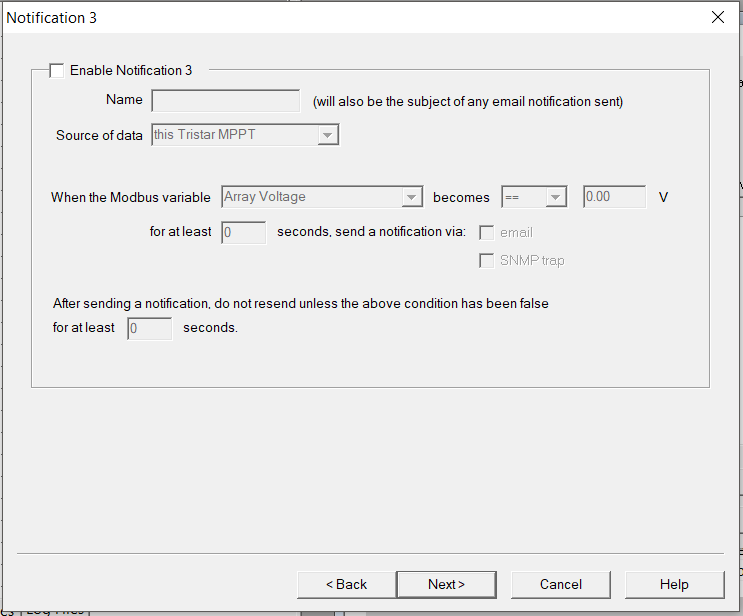 Notification 3
Enable Notification 3
Name (will also be the subject of any email notification sent)
Source of data this Tristar MPPT
When the Modbus variable Array Voltage becomes == 0.00 V
for at least 0 seconds, send a notification via: email
SNMP trap
After sending a notification, do not resend unless the above condition has been false
for at least 0 seconds.
< Back Next > Cancel Help